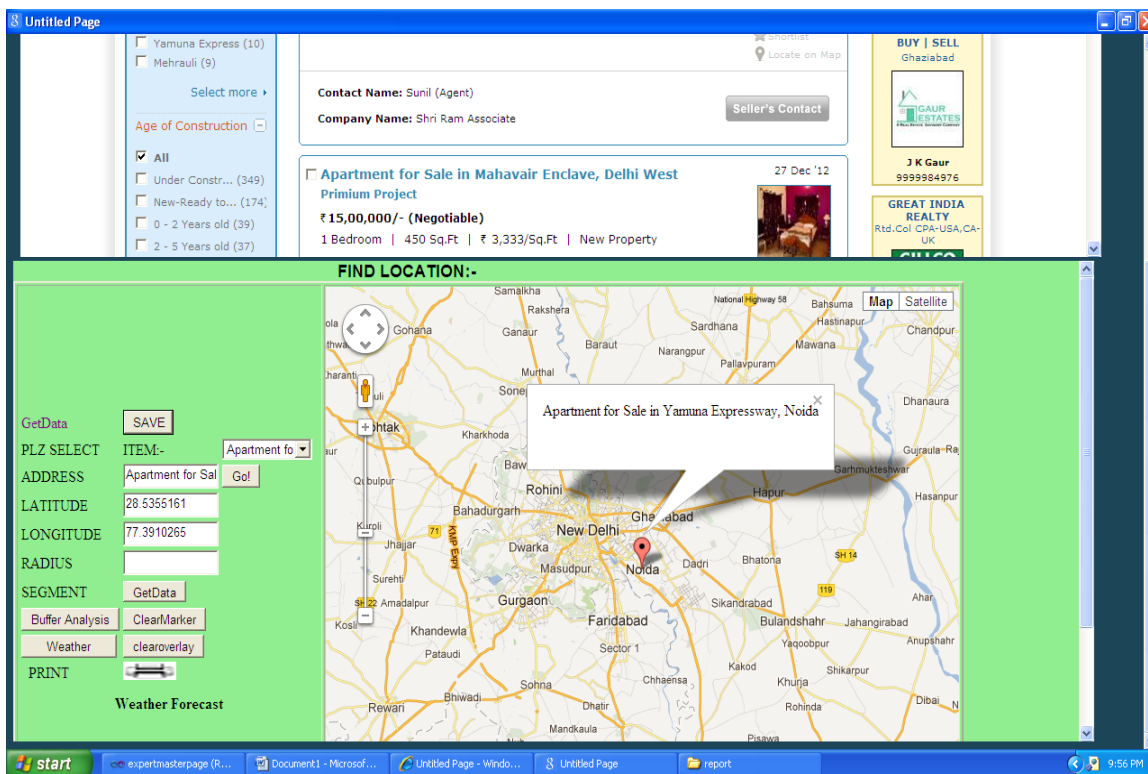 Untitled Page
Yamuna Express (10)
Mehrauli (9)
Select more
Age of Construction
All
Under Constr... (349)
New-Ready to... (174)
0 - 2 Years old (39)
2 - 5 Years old (37)
Shortlist
Locate on Map
Contact Name: Sunil (Agent)
Company Name: Shri Ram Associate
Seller's Contact
Apartment for Sale in Mahavair Enclave, Delhi West
27 Dec '12
Primium Project
₹ 15,00,000/- (Negotiable)
1 Bedroom | 450 Sq.Ft | ₹ 3,333/Sq.Ft | New Property
BUY | SELL
Ghaziabad
GAUR
ESTATES
J K Gaur
9999984976
GREAT INDIA
REALTY
Rtd.Col CPA-USA,CA-
UK
FIND LOCATION:-
GetData
SAVE
PLZ SELECT ITEM:- Apartment fo
ADDRESS Apartment for Sal Go!
LATITUDE 28.5355161
LONGITUDE 77.3910265
RADIUS
SEGMENT GetData
Buffer Analysis ClearMarker
Weather clearoverlay
PRINT
Weather Forecast
Map Satellite
Apartment for Sale in Yamuna Expressway, Noida
Samalkha
Rakshera
National Highway 58
Bahsuma
Hastinapur
Gohana
Ganaur
Sardhana
Chandpur
Baraut
Narangpur
Mawana
Pallavpuram
Murthal
Dhanaura
Kharkhoda
Gujraula
Garhmukteshwar
Rohini
Hapur
Hasanpur
Bahadurgarh
71
KMP Expy
New Delhi
Jhajjar
Dwarka
Masudpur
Noida
Dadri
Bhatona
SH 14
Surehti
119
Amadalpur
Gurgaon
Sikandrabad
Ahar
Kosli
Faridabad
Bulandshahr
Jahangirabad
Khandewla
Sector 1
Yaqoobpur
Anupshahr
Pataudi
Kakod
Shikarpur
Chhaensa
Khurja
Sohna
Bhiwadi
Rewari
Dhatir
Rohinda
Dibai
Mandkaula
Pisawa
start
expertmasterpage (R...
Document1 - Microsof...
Untitled Page - Windo...
Untitled Page
report
9:56 PM